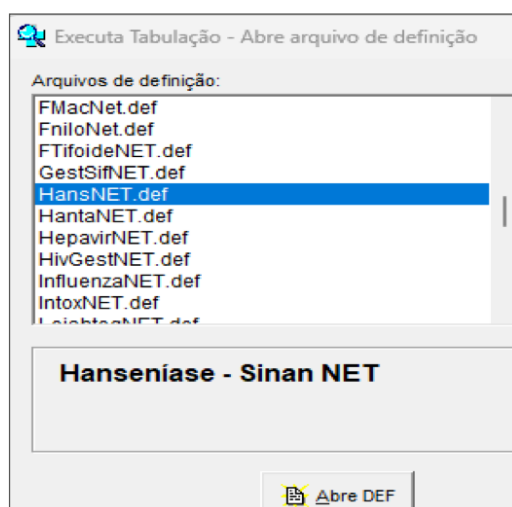 Executa Tabulação - Abre arquivo de definição
Arquivos de definição:
FMacNet.def
FniloNet.def
FTifoideNET.def
GestSifNET.def
HansNET.def
HantaNET.def
HepavirNET.def
HivGestNET.def
InfluenzaNET.def
IntoxNET.def
Hanseníase - Sinan NET
Abre DEF